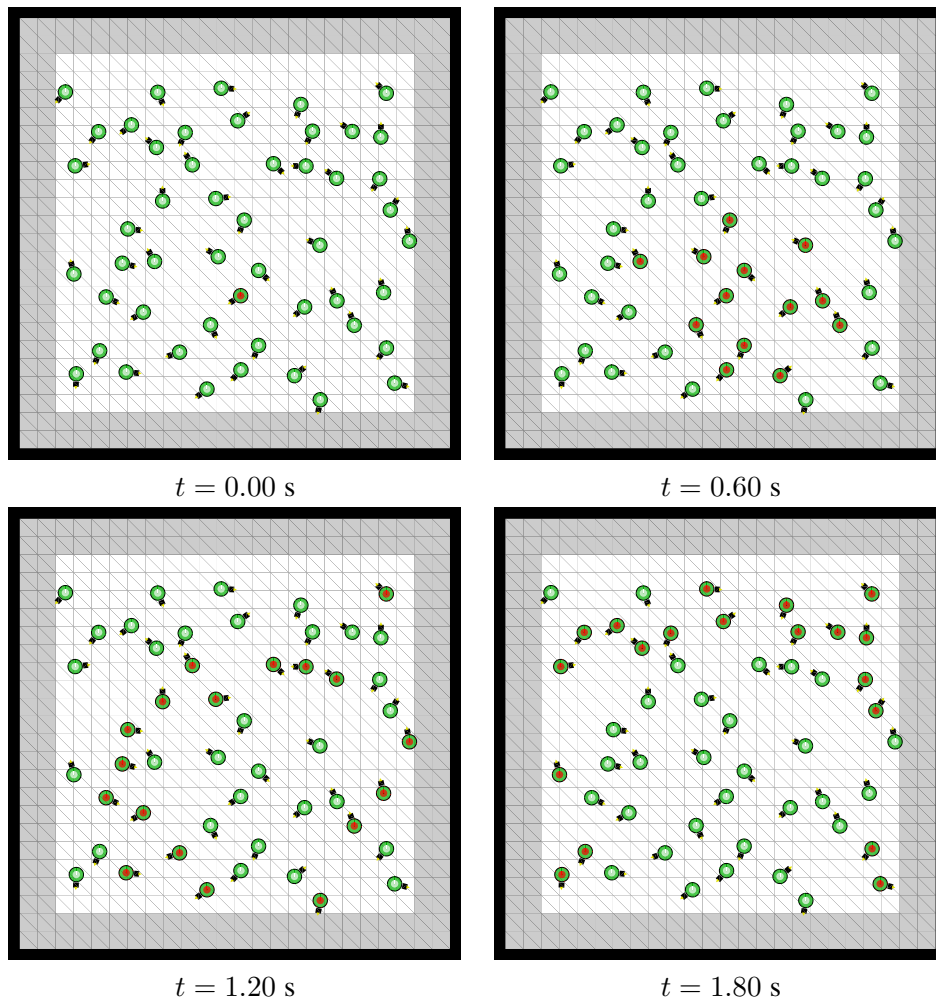 t = 0.00 s
t = 0.60 s
t = 1.20 s
t = 1.80 s